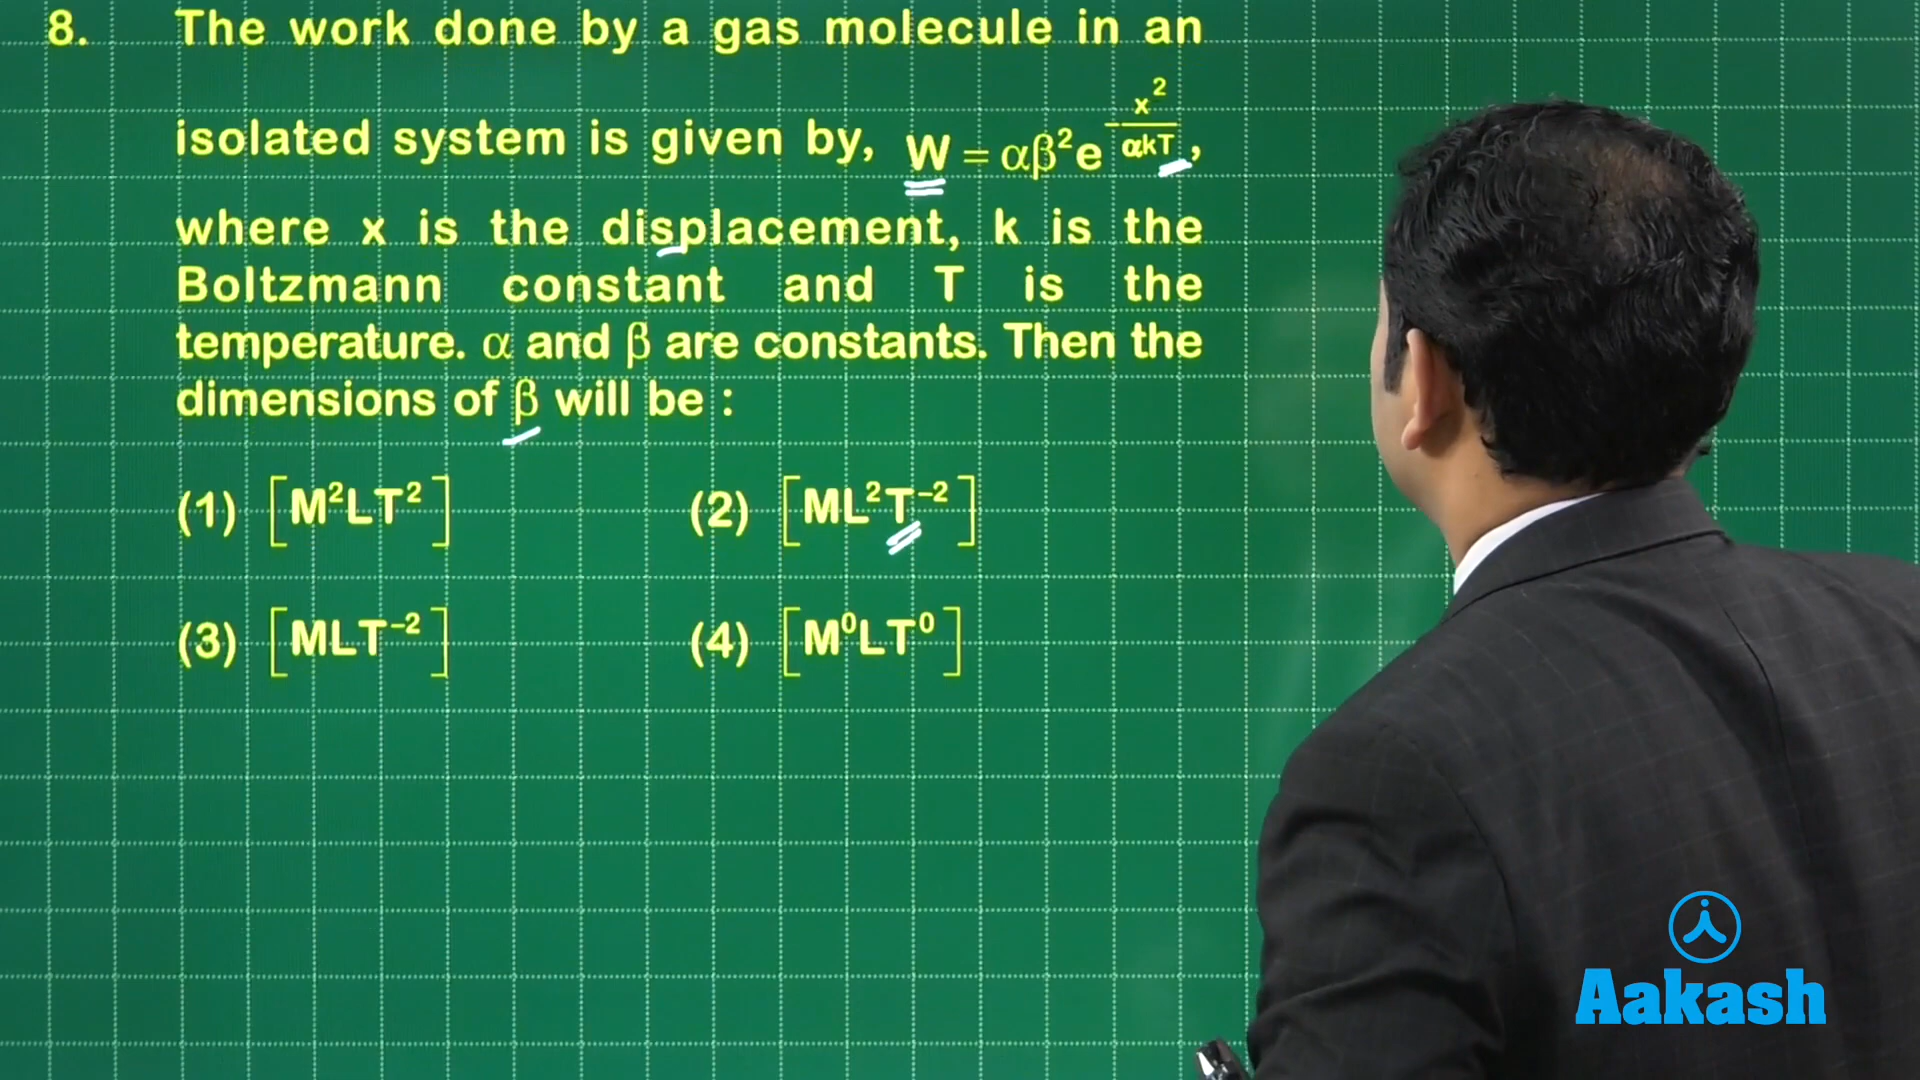 8. The work done by a gas molecule in an
isolated system is given by, W = αβ²e^(-x²/αkT),
where x is the displacement, k is the
Boltzmann constant and T is the
temperature. α and β are constants. Then the
dimensions of β will be :
(1) [M²LT²] (2) [ML²T⁻²]
(3) [MLT⁻²] (4) [M⁰LT⁰]
Aakash